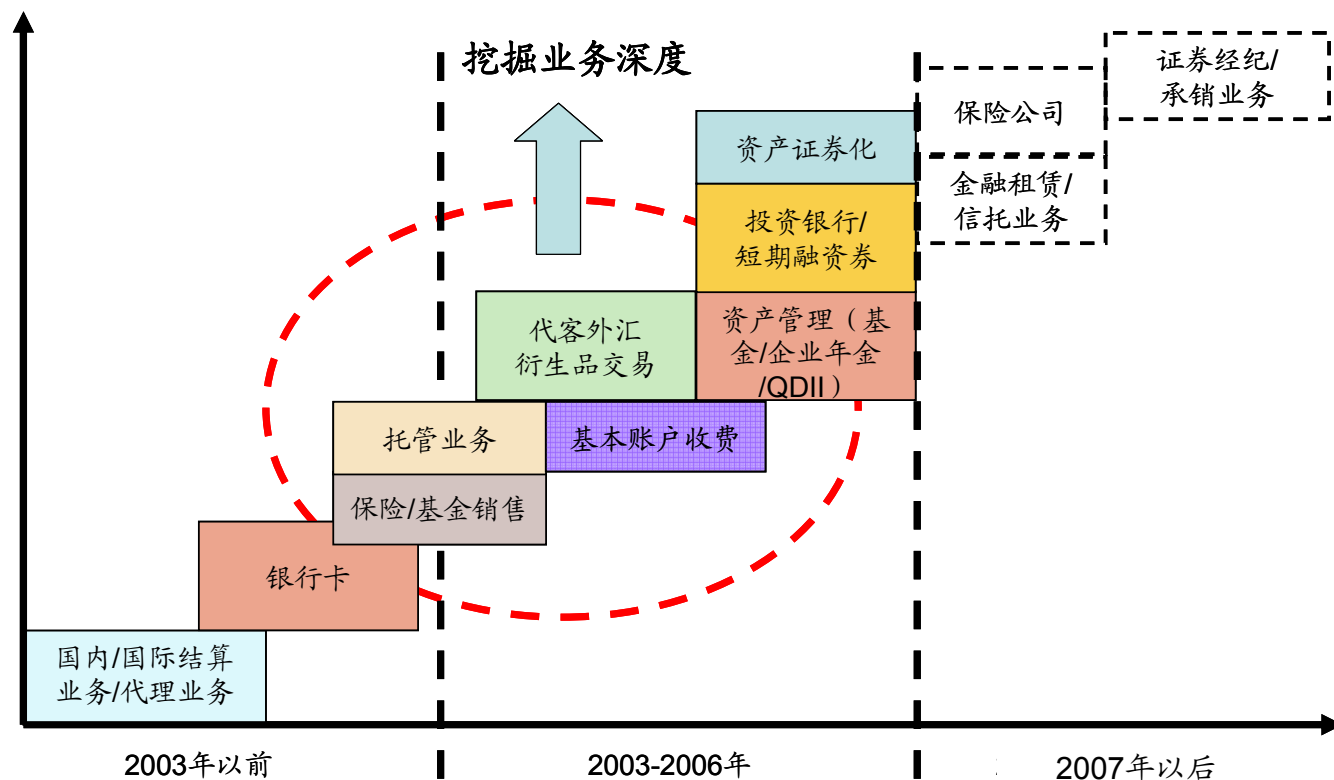 挖掘业务深度
证券经纪/
承销业务
保险公司
金融租赁/
信托业务
资产证券化
投资银行/
短期融资券
代客外汇
衍生品交易
资产管理（基
金/企业年金
/QDII）
托管业务
基本账户收费
保险/基金销售
银行卡
国内/国际结算
业务/代理业务
2003年以前
2003-2006年
2007年以后